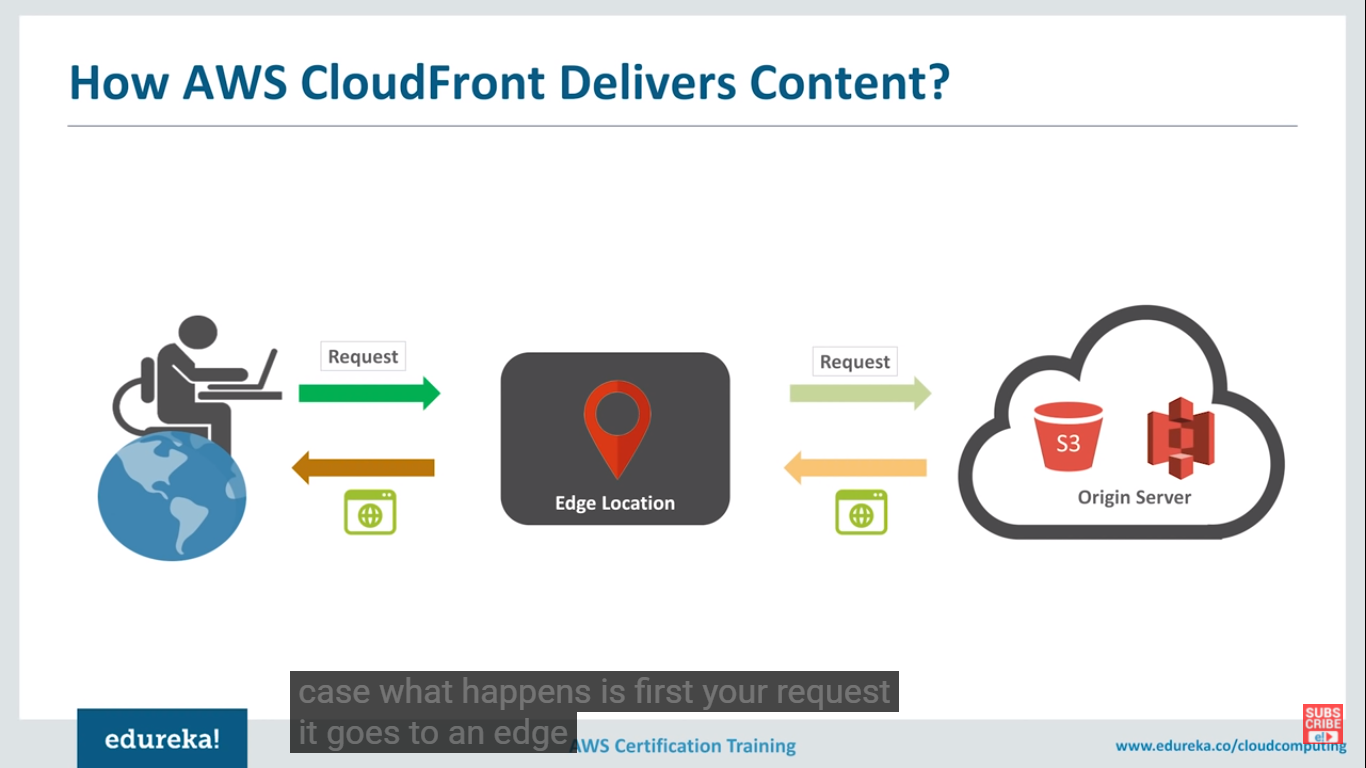 How AWS CloudFront Delivers Content?
Request
Request
S3
Edge Location
Origin Server
case what happens is first your request
it goes to an edge
edureka!
AWS Certification Training
www.edureka.co/cloudcomputing
SUBS
CRIBE
e!